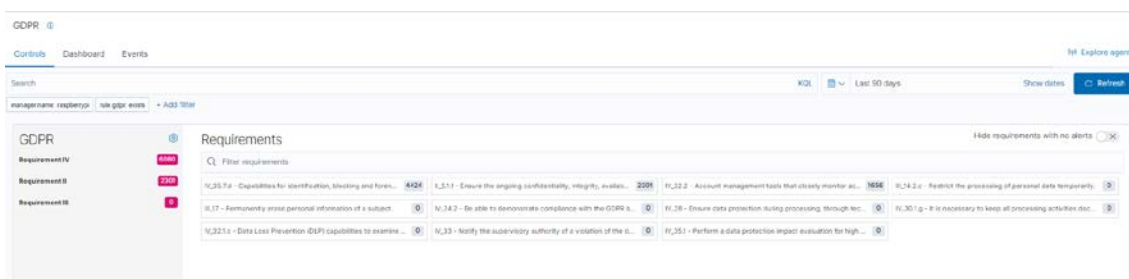 GDPR
Controls Dashboard Events
Explore agent
Search KQL Last 90 days Show dates Refresh
manager.name: raspberrypi rule.gdpr: exists + Add filter
GDPR
Requirement IV 6080
Requirement II 2301
Requirement III 0
Requirements
Hide requirements with no alerts
Filter requirements
IV_35.7.d - Capabilities for identification, blocking and foren... 4424
II_5.1.f - Ensure the ongoing confidentiality, integrity, availab... 2301
IV_32.2 - Account management tools that closely monitor ac... 1656
III_14.2.c - Restrict the processing of personal data temporarily. 0
III_17 - Permanently erase personal information of a subject. 0
IV_24.2 - Be able to demonstrate compliance with the GDPR b... 0
IV_28 - Ensure data protection during processing, through tec... 0
IV_30.1.g - It is necessary to keep all processing activities doc... 0
IV_32.1.c - Data Loss Prevention (DLP) capabilities to examine ... 0
IV_33 - Notify the supervisory authority of a violation of the d... 0
IV_35.1 - Perform a data protection impact evaluation for high ... 0